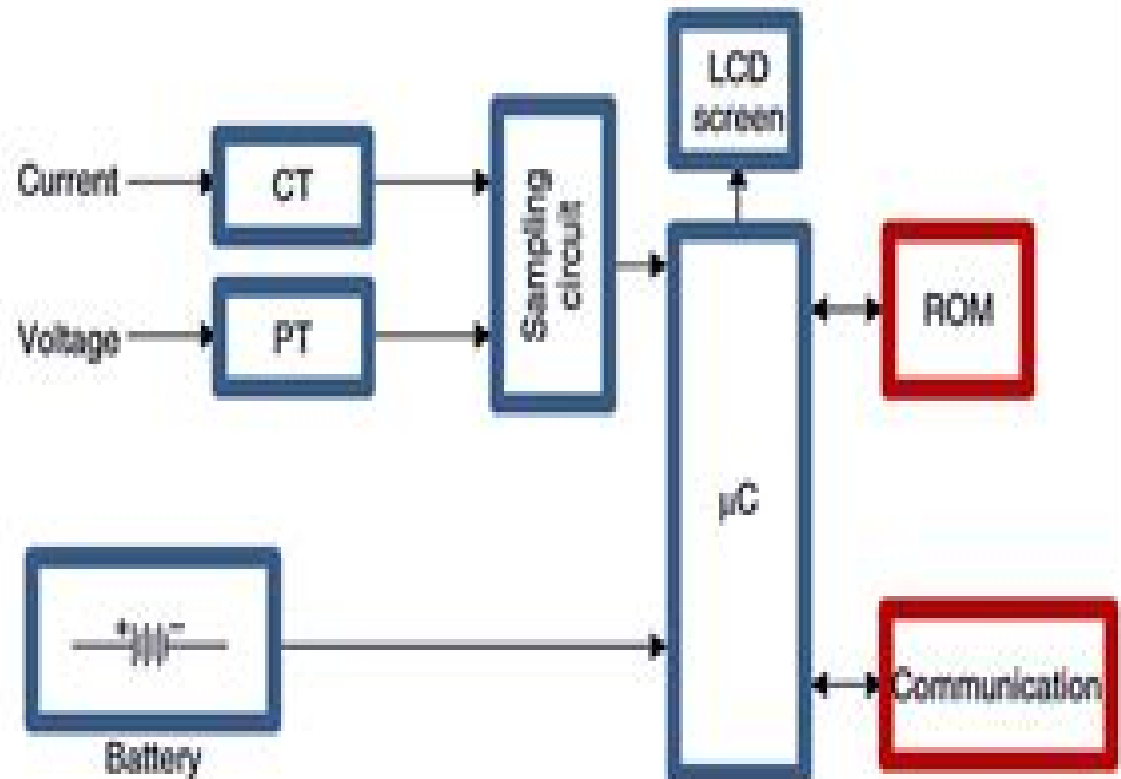 LCD
screen
Current
CT
Sampling
circuit
Voltage
PT
ROM
μC
+ −
Battery
Communication